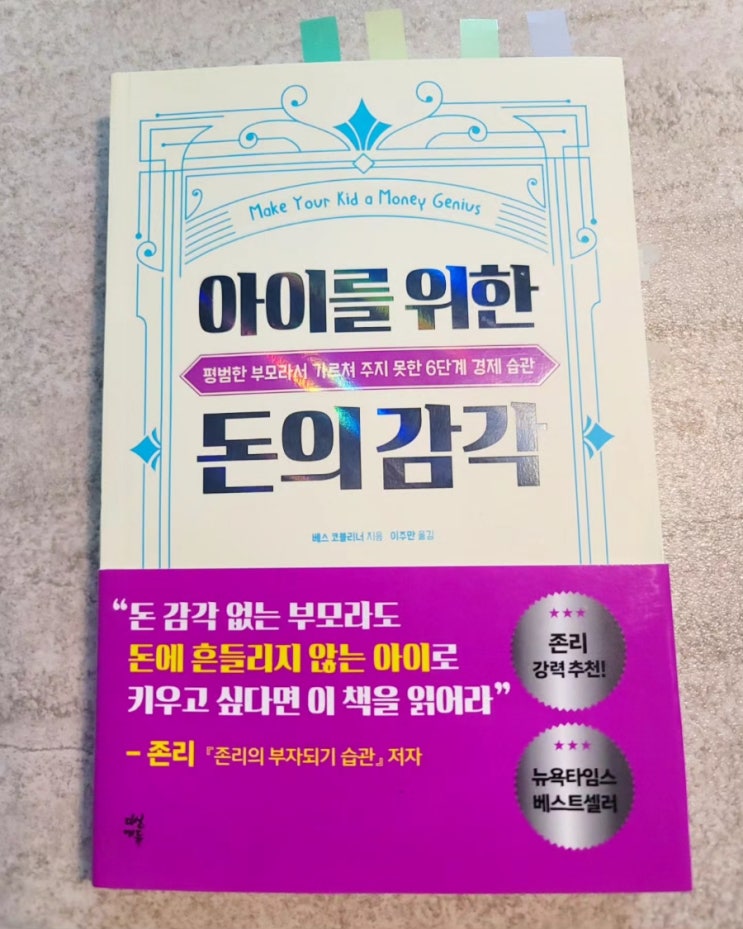 Make Your Kid a Money Genius
아이를 위한
평범한 부모라서 가르쳐 주지 못한 6단계 경제 습관
돈의 감각
베스 코블리너 지음 이주만 옮김
“돈 감각 없는 부모라도
돈에 흔들리지 않는 아이로
키우고 싶다면 이 책을 읽어라”
– 존리 『존리의 부자되기 습관』 저자
존리
강력 추천!
뉴욕타임스
베스트셀러
다산
에듀